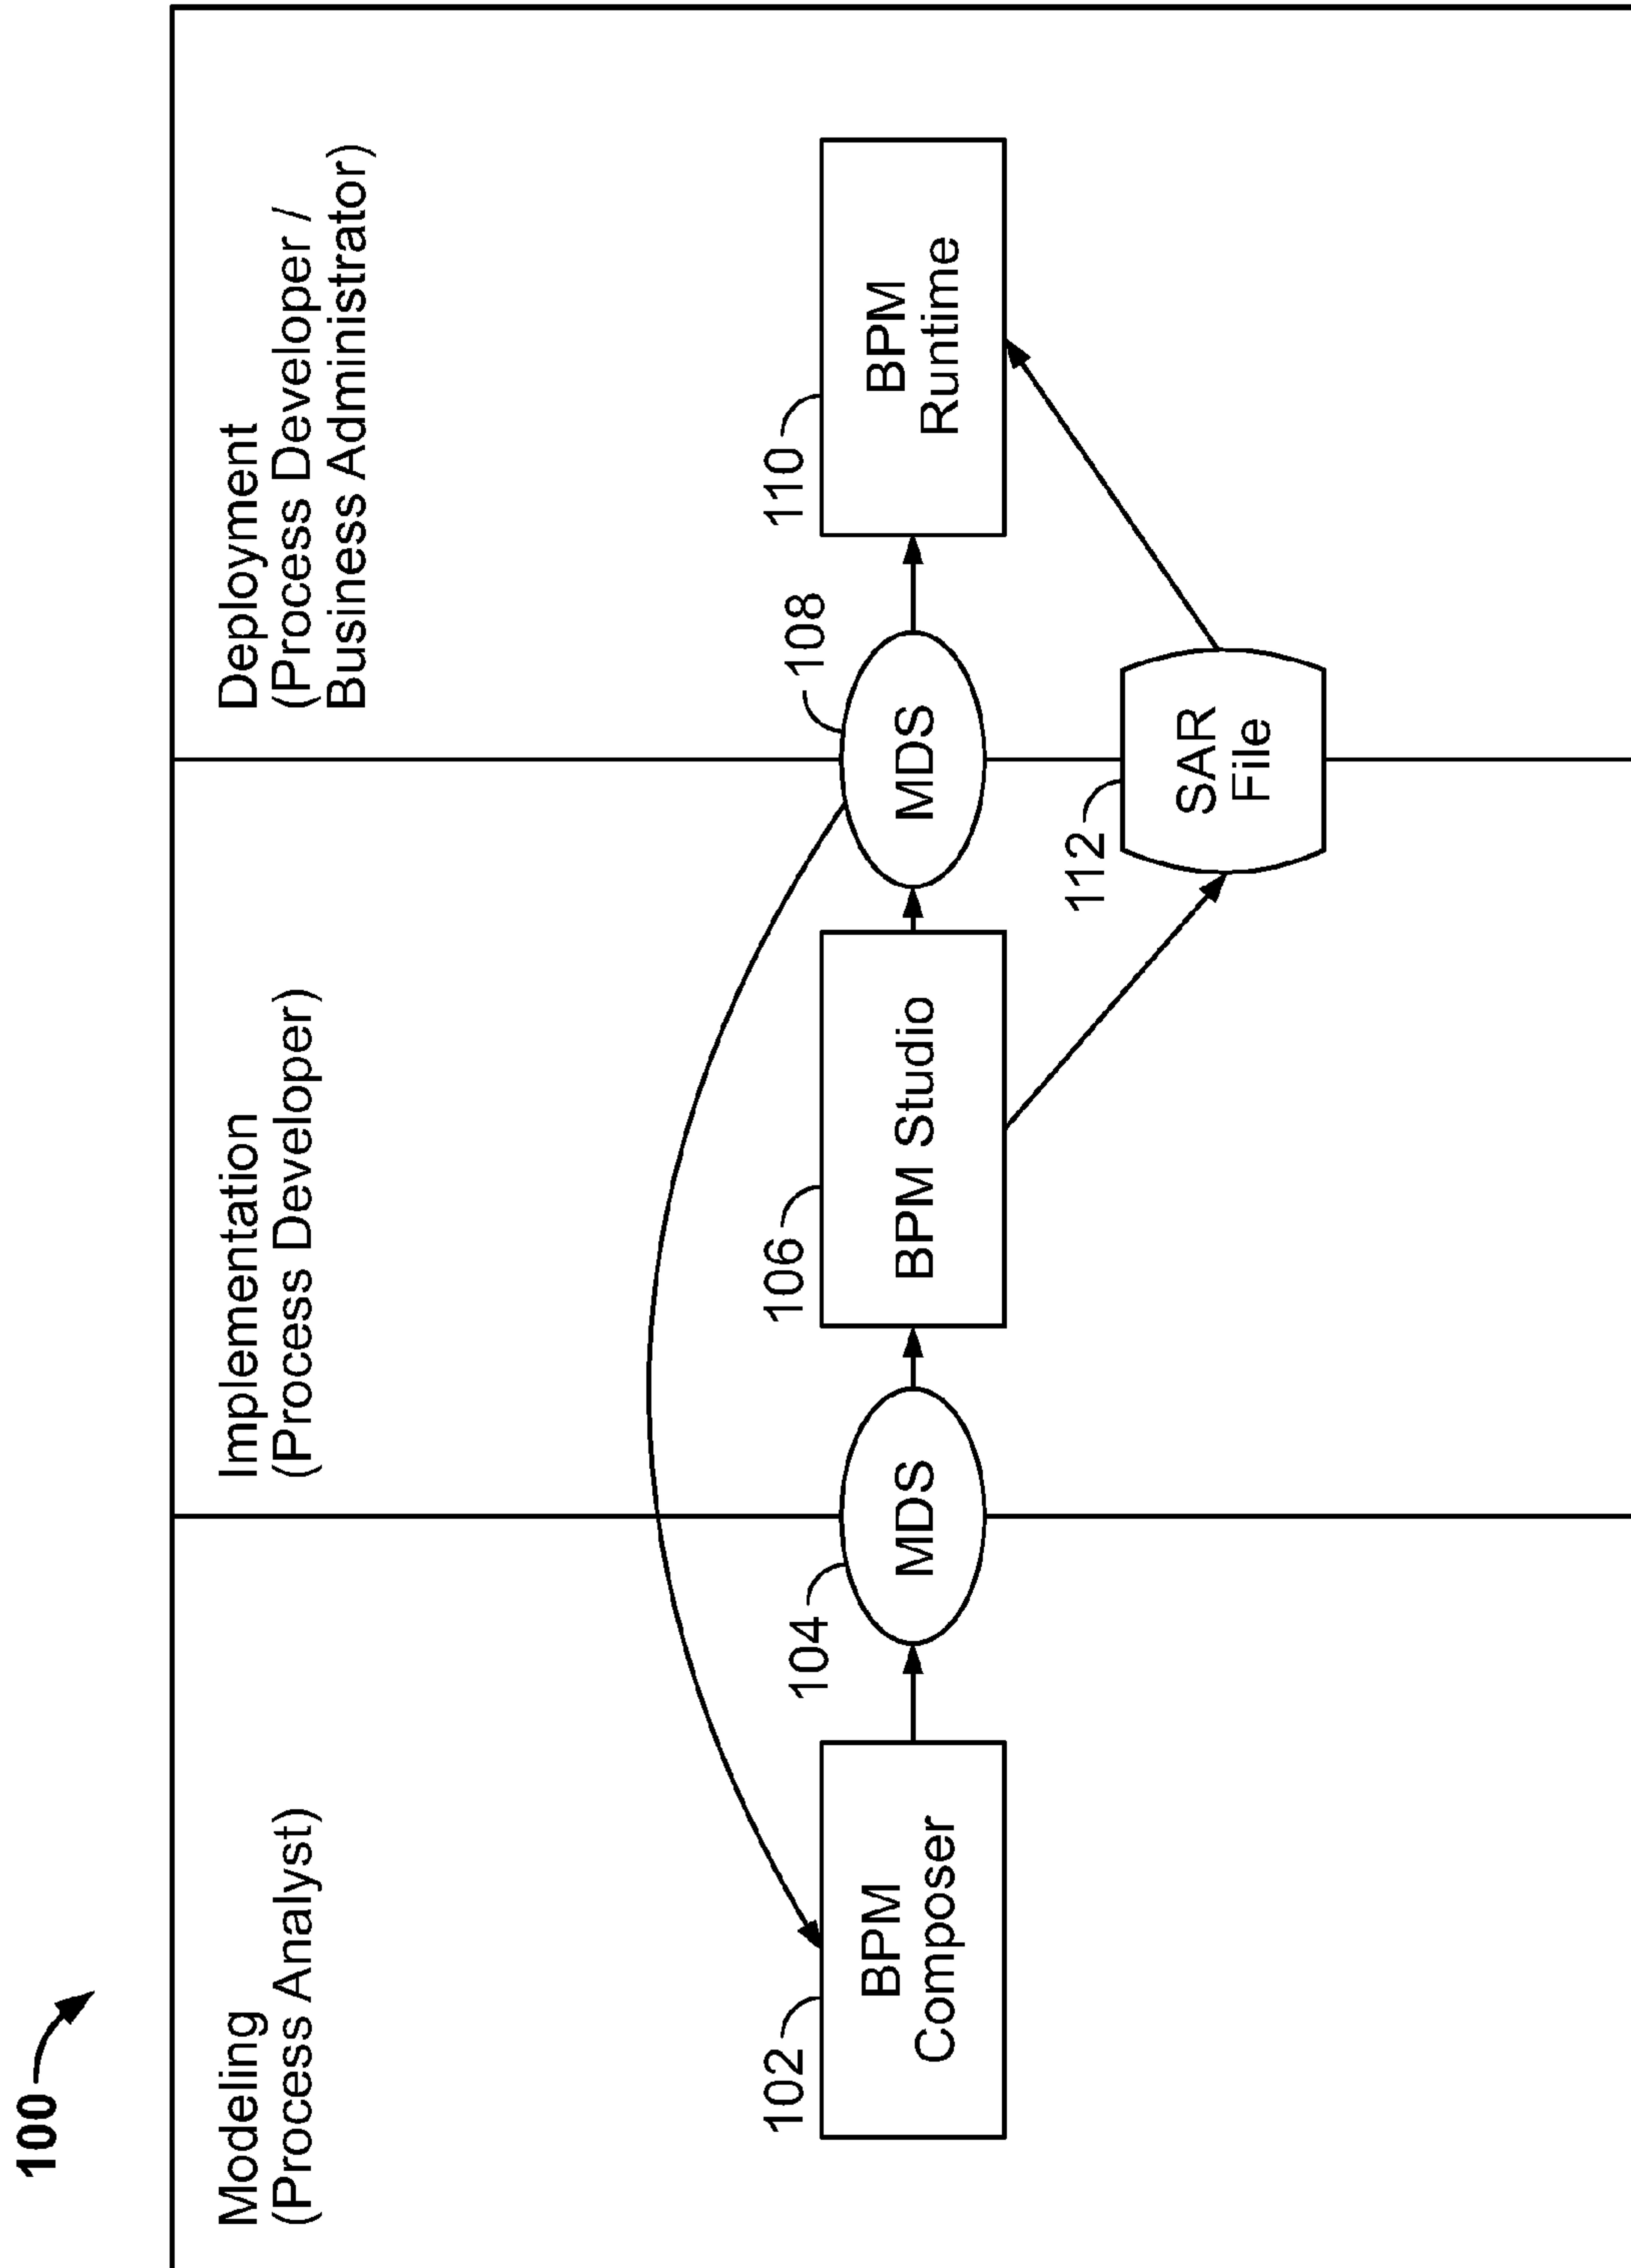 100
Modeling
(Process Analyst)
Implementation
(Process Developer)
Deployment
(Process Developer /
Business Administrator)
102
BPM
Composer
104
MDS
106
BPM Studio
108
MDS
110
BPM
Runtime
112
SAR
File